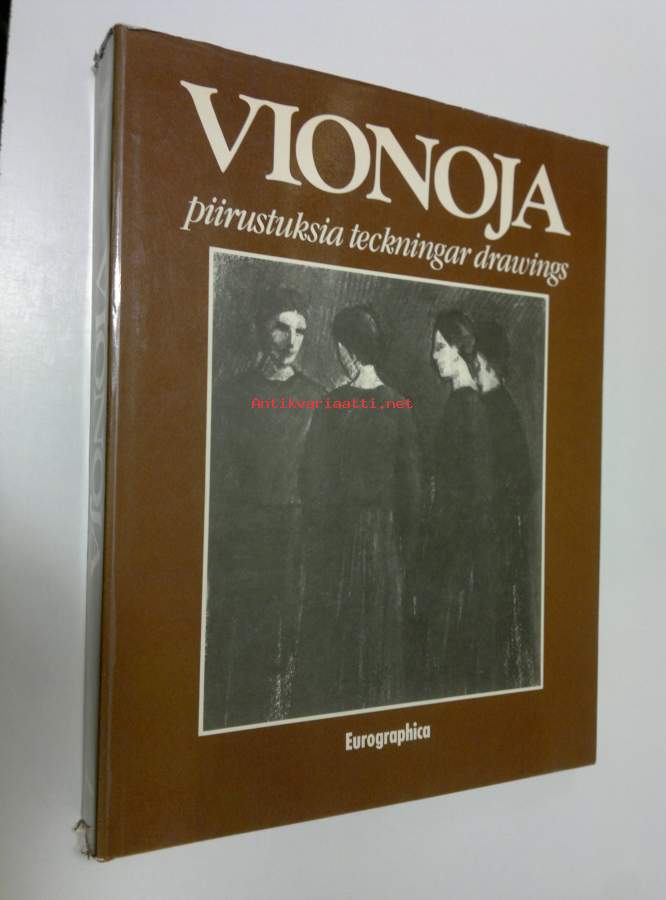 VIONOJA
piirustuksia teckningar drawings
Antikvariaatti.net
Eurographica
VIONOJA